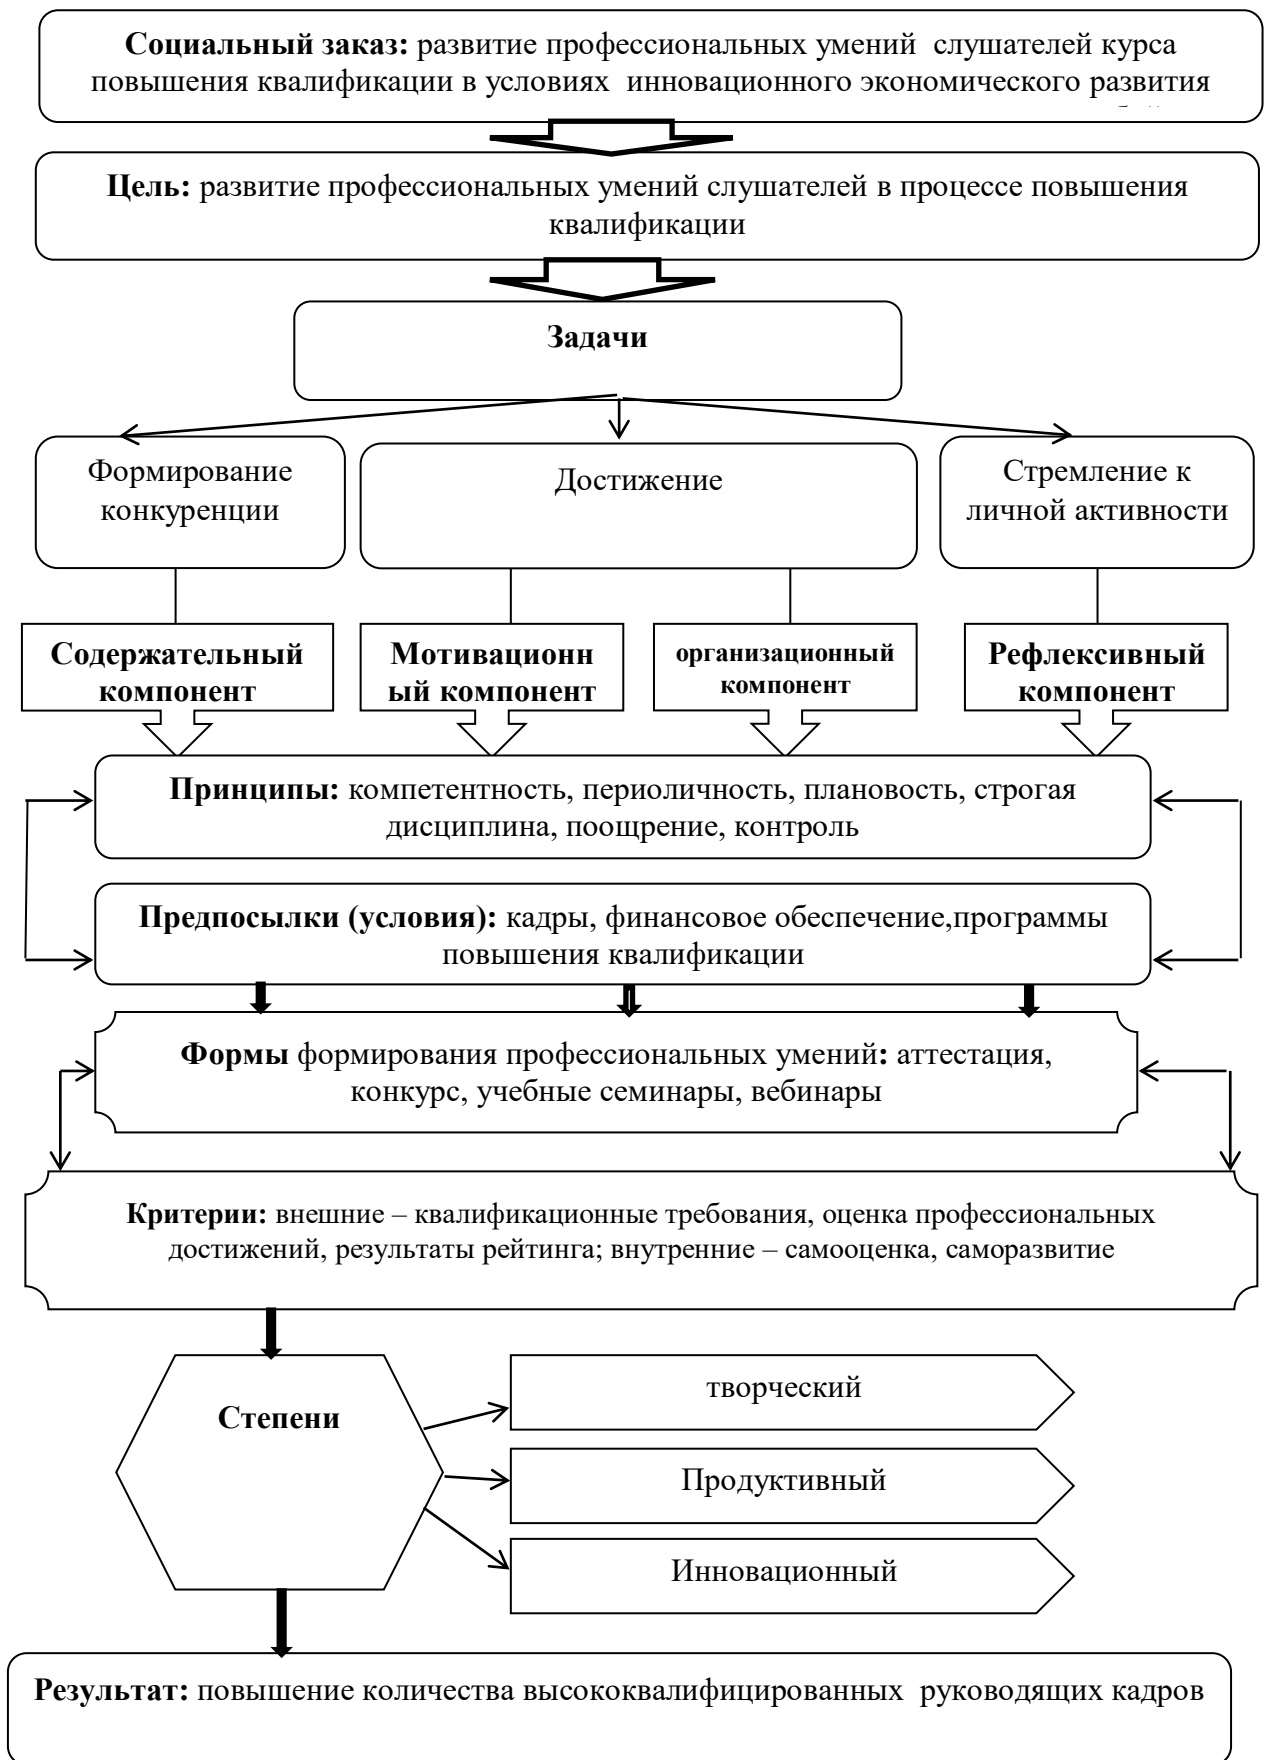 Социальный заказ: развитие профессиональных умений слушателей курса
повышения квалификации в условиях инновационного экономического развития
Цель: развитие профессиональных умений слушателей в процессе повышения
квалификации
Задачи
Формирование
конкуренции
Достижение
Стремление к
личной активности
Содержательный
компонент
Мотивационн
ый компонент
организационный
компонент
Рефлексивный
компонент
Принципы: компетентность, периоличность, плановость, строгая
дисциплина, поощрение, контроль
Предпосылки (условия): кадры, финансовое обеспечение,программы
повышения квалификации
Формы формирования профессиональных умений: аттестация,
конкурс, учебные семинары, вебинары
Критерии: внешние – квалификационные требования, оценка профессиональных
достижений, результаты рейтинга; внутренние – самооценка, саморазвитие
Степени
творческий
Продуктивный
Инновационный
Результат: повышение количества высококвалифицированных руководящих кадров